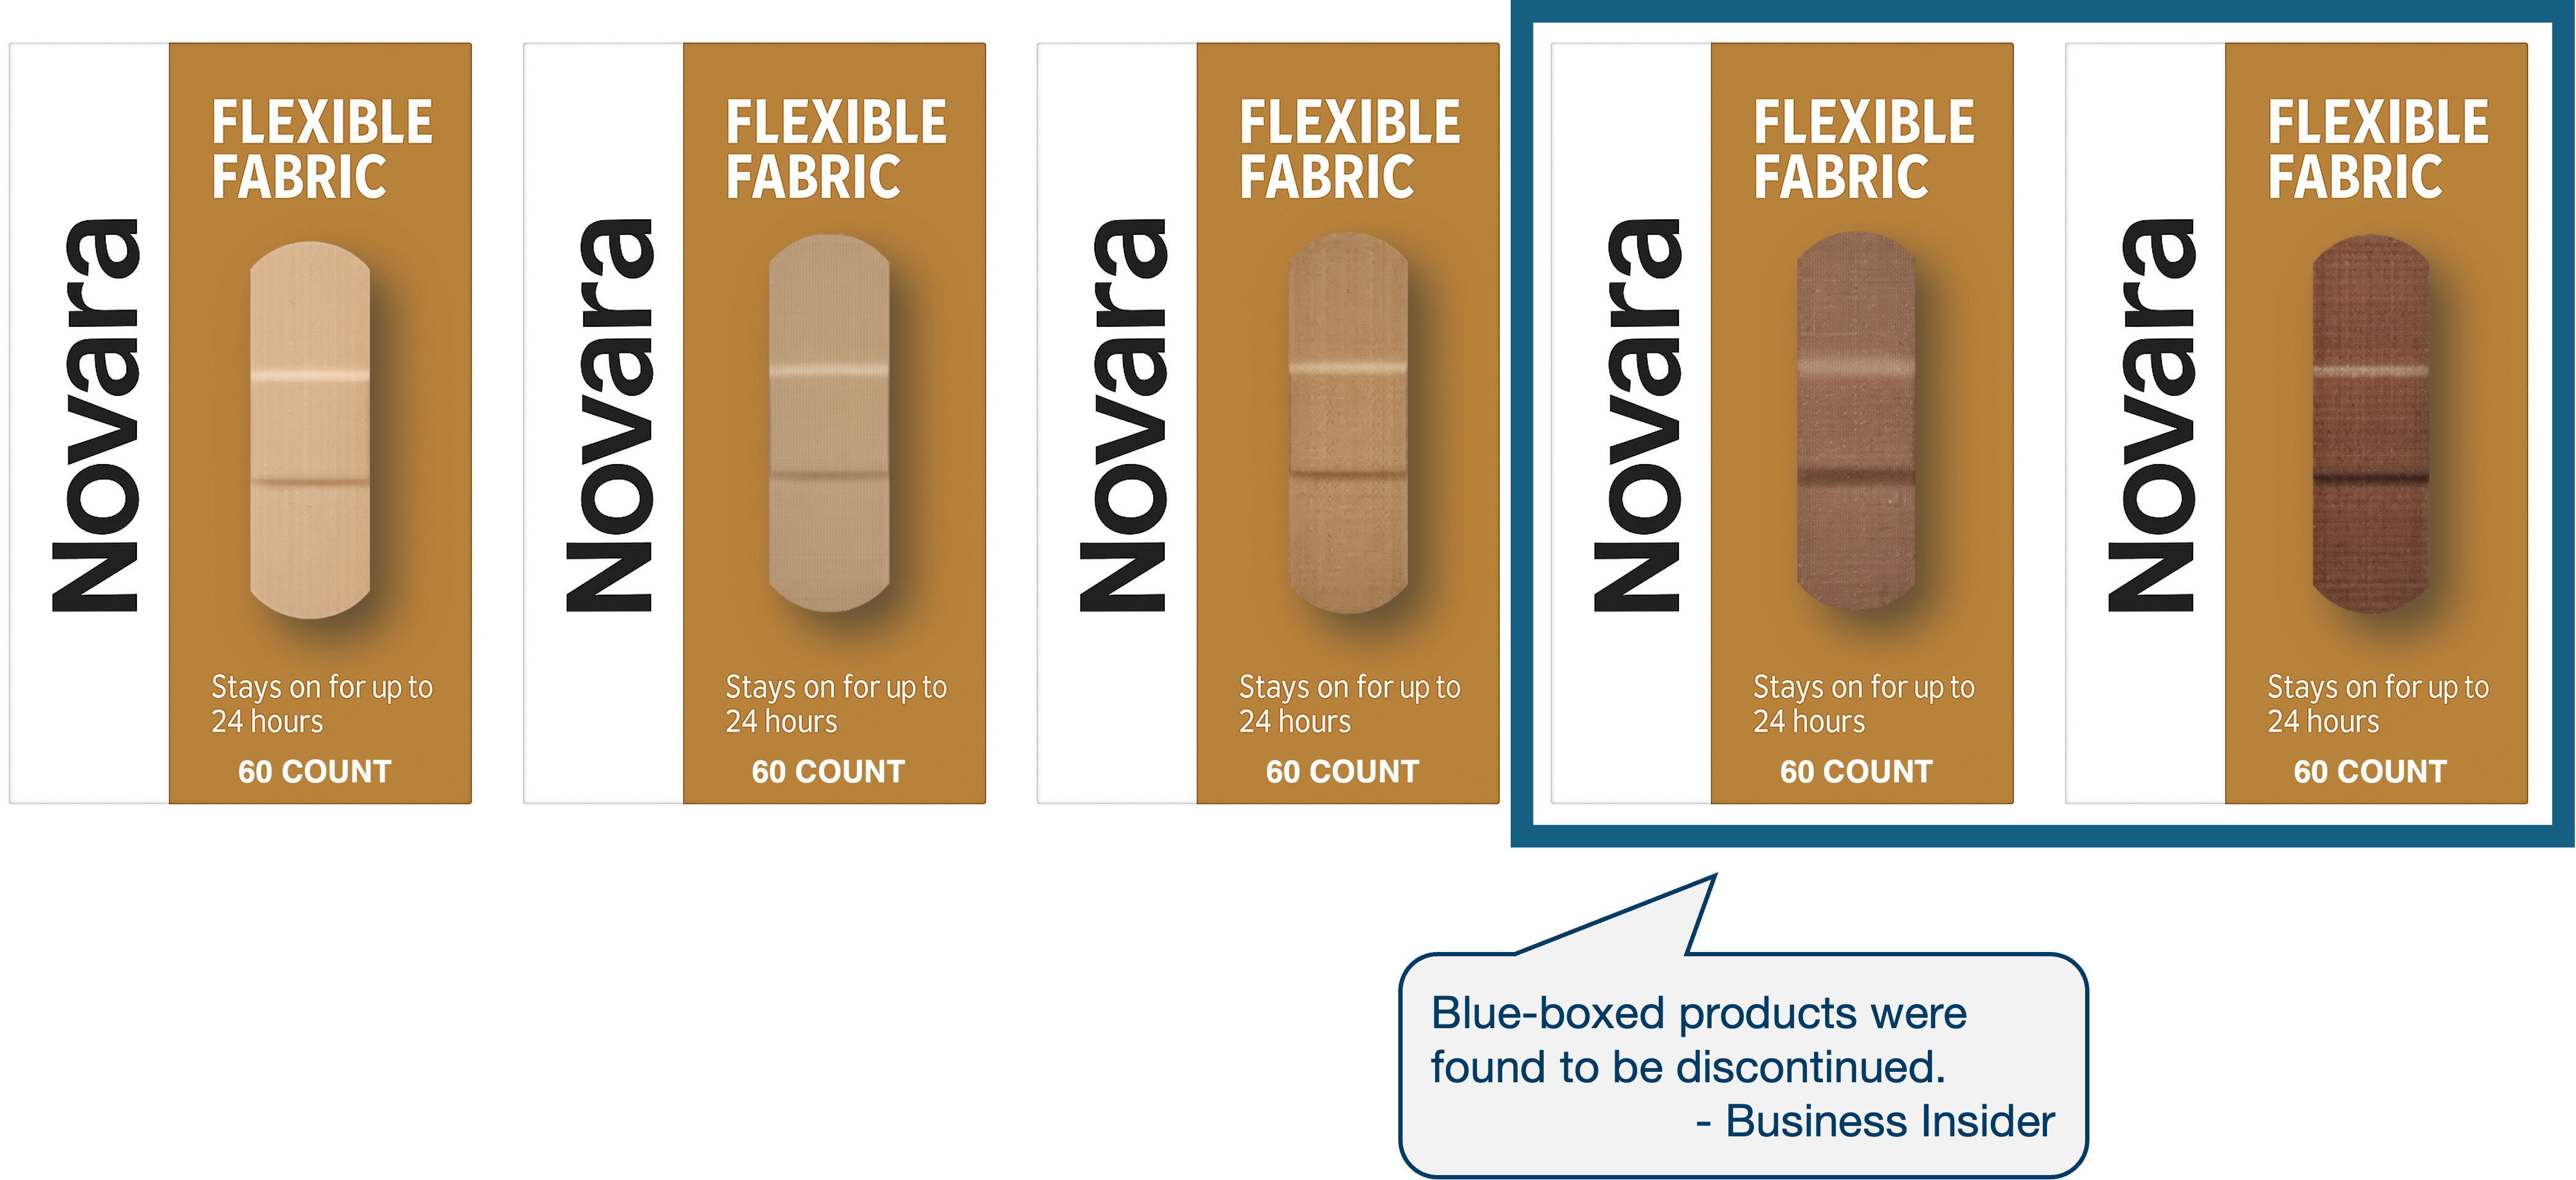 Novara
FLEXIBLE
FABRIC
Stays on for up to
24 hours
60 COUNT
Novara
FLEXIBLE
FABRIC
Stays on for up to
24 hours
60 COUNT
Novara
FLEXIBLE
FABRIC
Stays on for up to
24 hours
60 COUNT
Novara
FLEXIBLE
FABRIC
Stays on for up to
24 hours
60 COUNT
Novara
FLEXIBLE
FABRIC
Stays on for up to
24 hours
60 COUNT
Blue-boxed products were
found to be discontinued.
- Business Insider